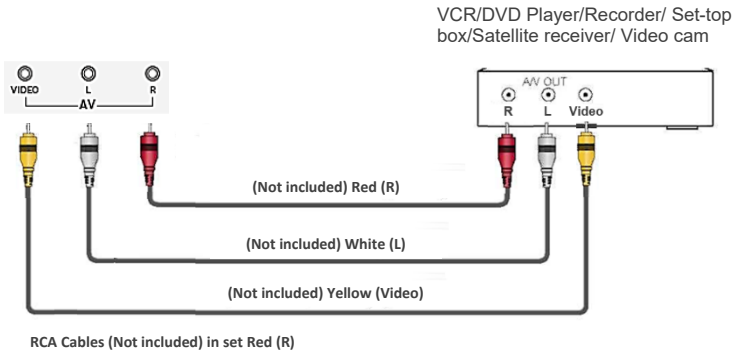 VCR/DVD Player/Recorder/ Set-top
box/Satellite receiver/ Video cam
VIDEO L R
AV
A/V OUT
R L Video
(Not included) Red (R)
(Not included) White (L)
(Not included) Yellow (Video)
RCA Cables (Not included) in set Red (R)